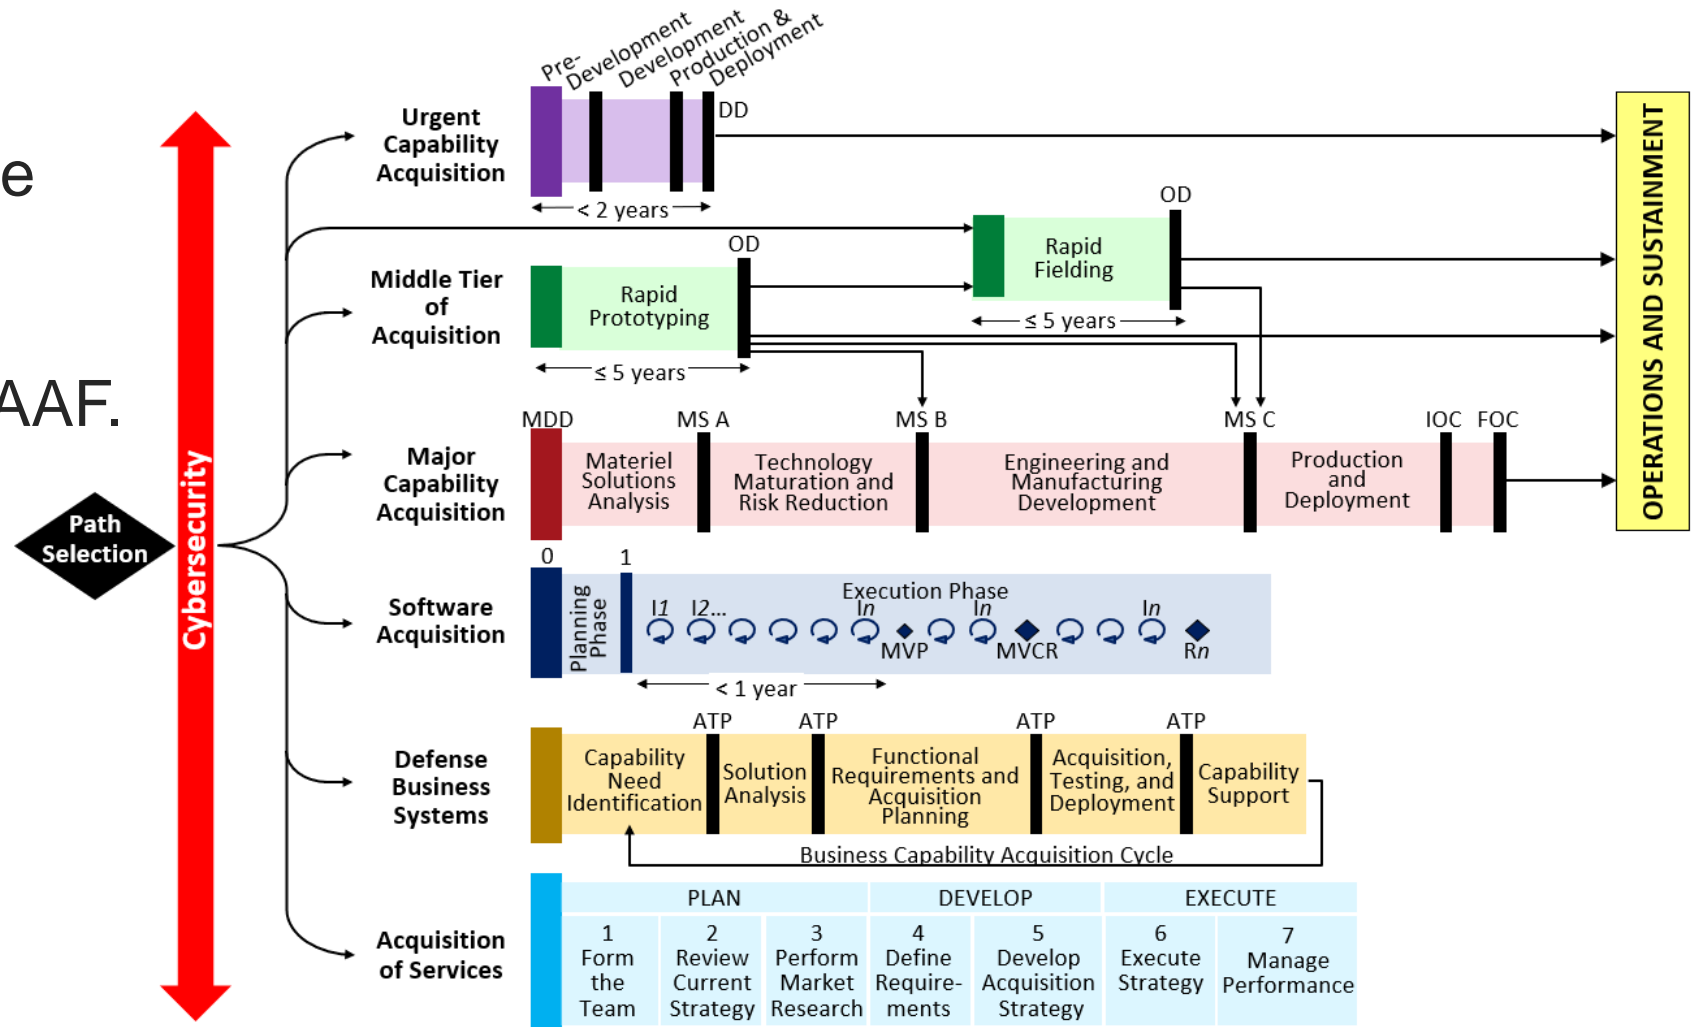 e
AAF.
Path
Selection
Cybersecurity
Urgent
Capability
Acquisition
Pre-
Development
Development
Production &
Deployment
DD
< 2 years
Middle Tier
of
Acquisition
Rapid
Prototyping
OD
≤ 5 years
Rapid
Fielding
OD
≤ 5 years
Major
Capability
Acquisition
MDD
Materiel
Solutions
Analysis
MS A
Technology
Maturation and
Risk Reduction
MS B
Engineering and
Manufacturing
Development
MS C
Production
and
Deployment
IOC
FOC
OPERATIONS AND SUSTAINMENT
Software
Acquisition
0
Planning
Phase
1
Execution Phase
I1
I2...
In
In
In
MVP
MVCR
Rn
< 1 year
Defense
Business
Systems
Capability
Need
Identification
ATP
Solution
Analysis
ATP
Functional
Requirements and
Acquisition
Planning
ATP
Acquisition,
Testing, and
Deployment
ATP
Capability
Support
Business Capability Acquisition Cycle
Acquisition
of Services
PLAN
DEVELOP
EXECUTE
1
Form
the
Team
2
Review
Current
Strategy
3
Perform
Market
Research
4
Define
Require-
ments
5
Develop
Acquisition
Strategy
6
Execute
Strategy
7
Manage
Performance